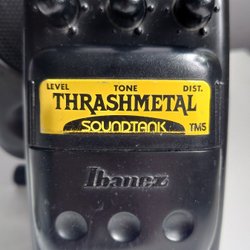 LEVEL TONE DIST.
THRASHMETAL
SOUNDTANK TM5
Ibanez